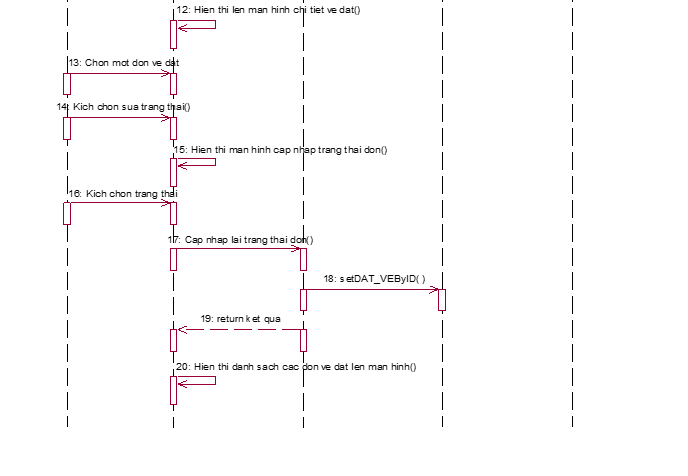 12: Hien thi len man hinh chi tiet ve dat()
13: Chon mot don ve dat
14: Kich chon sua trang thai()
15: Hien thi man hinh cap nhap trang thai don()
16: Kich chon trang thai
17: Cap nhap lai trang thai don()
18: setDAT_VEByID( )
19: return ket qua
20: Hien thi danh sach cac don ve dat len man hinh()